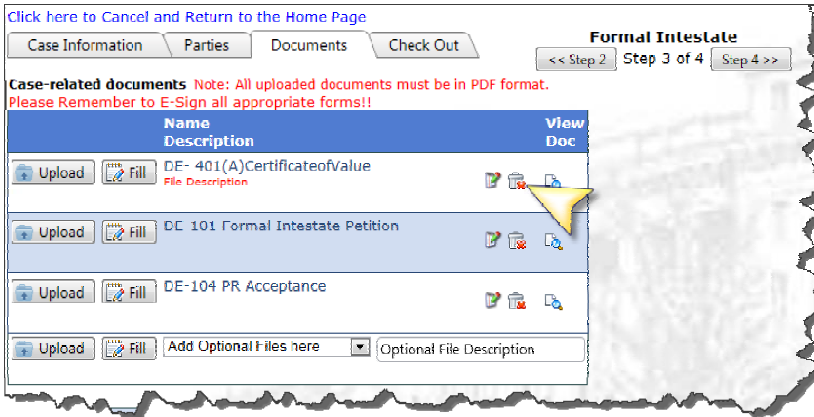 Click here to Cancel and Return to the Home Page
Case Information Parties Documents Check Out
Formal Intestate
<< Step 2 Step 3 of 4 Step 4 >>
Case-related documents Note: All uploaded documents must be in PDF format.
Please Remember to E-Sign all appropriate forms!!
Name View
Description Doc
Upload Fill DE- 401(A)CertificateofValue
File Description
Upload Fill DE 101 Formal Intestate Petition
Upload Fill DE-104 PR Acceptance
Upload Fill Add Optional Files here Optional File Description